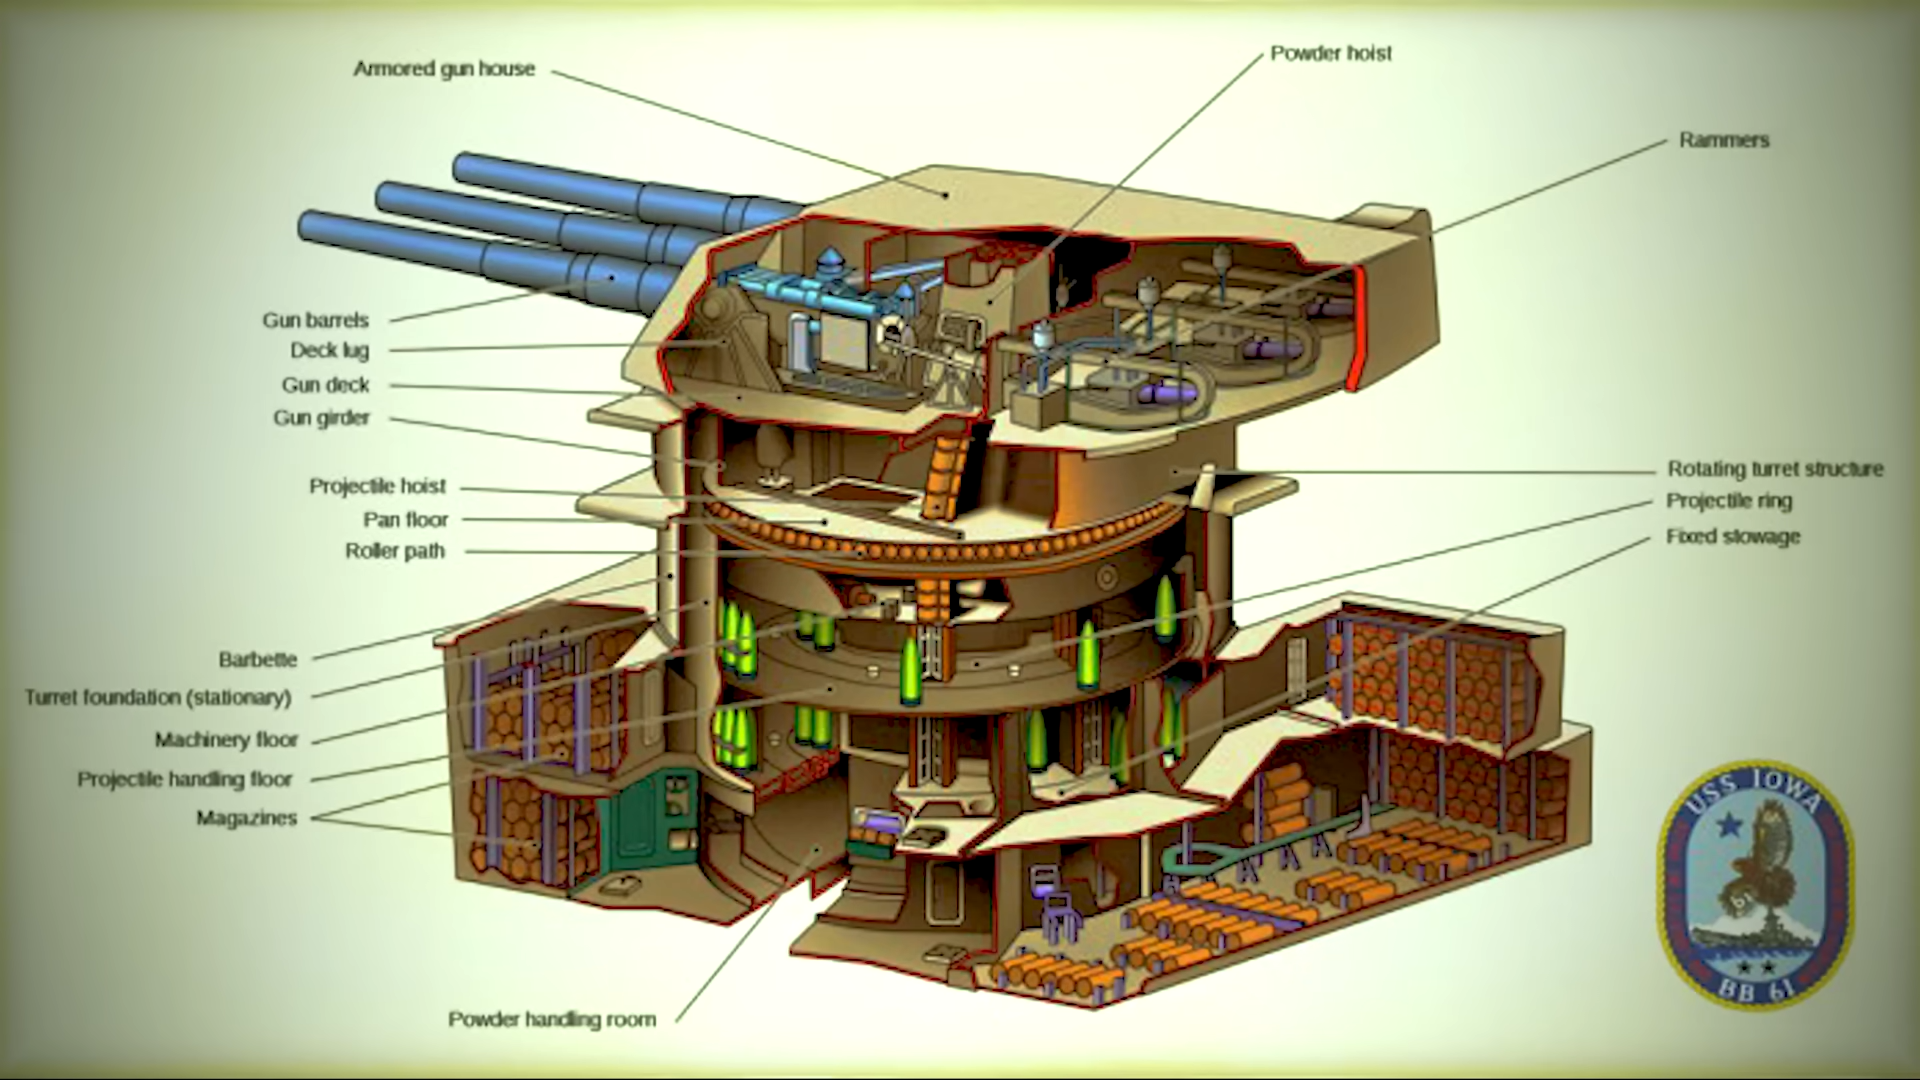 Armored gun house
Powder hoist
Rammers
Gun barrels
Deck lug
Gun deck
Gun girder
Projectile hoist
Pan floor
Roller path
Rotating turret structure
Projectile ring
Fixed stowage
Barbette
Turret foundation (stationary)
Machinery floor
Projectile handling floor
Magazines
Powder handling room
USS IOWA
61
BB 61